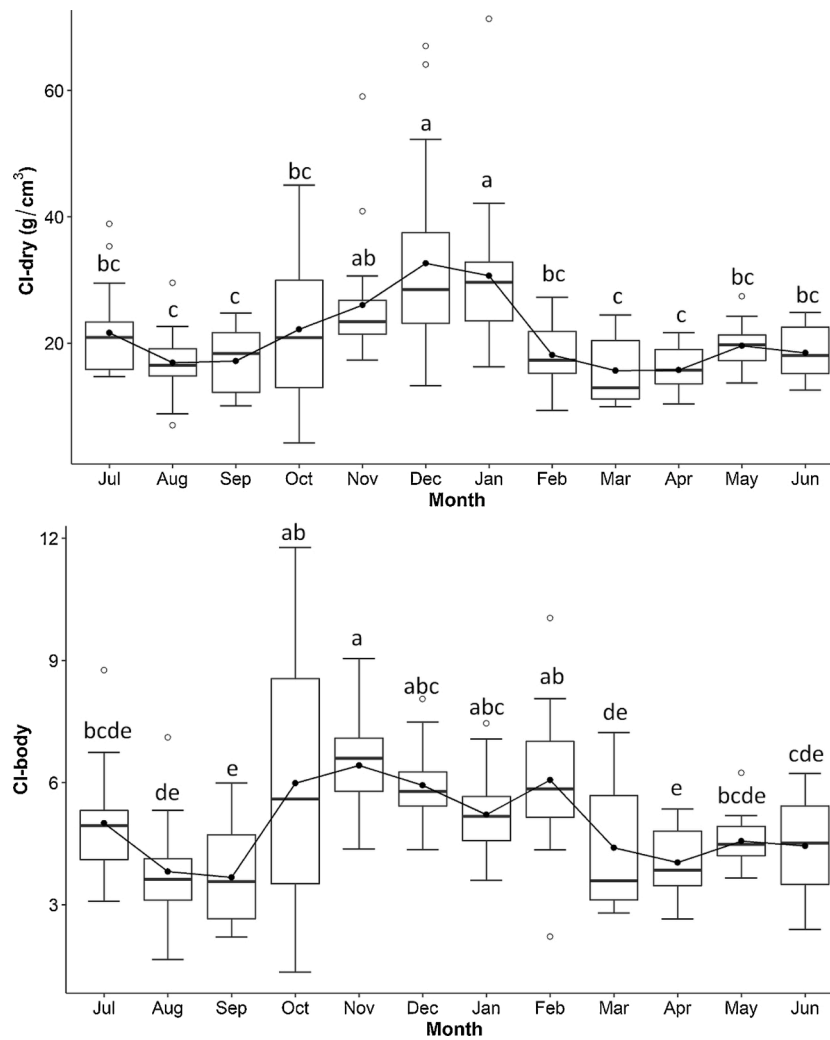 CI-dry (g/cm³)
60
40
20
bc
c
c
bc
ab
a
a
bc
c
c
bc
bc
Jul Aug Sep Oct Nov Dec Jan Feb Mar Apr May Jun
Month
CI-body
12
9
6
3
bcde
de
e
ab
a
abc
abc
ab
de
e
bcde
cde
Jul Aug Sep Oct Nov Dec Jan Feb Mar Apr May Jun
Month